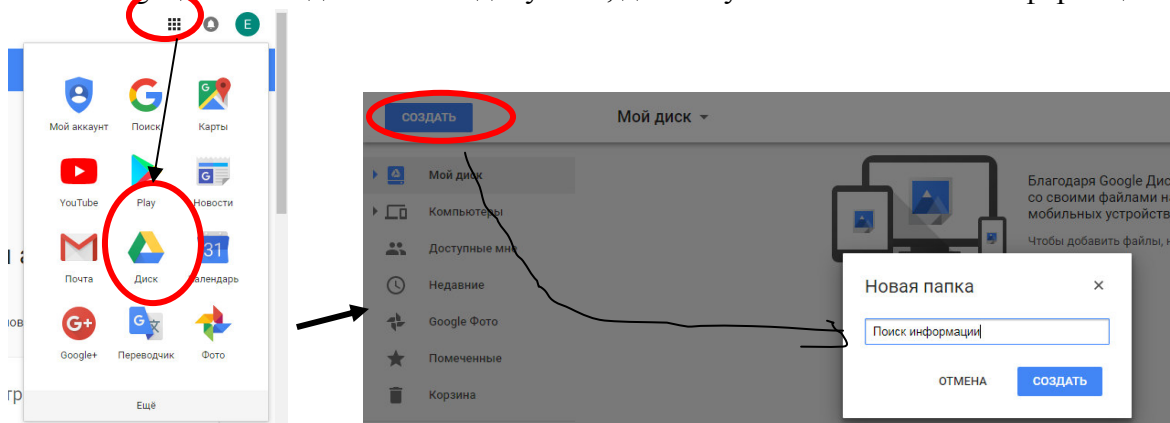 E
Мой аккаунт
Поиск
Карты
YouTube
Play
Новости
31
Почта
Диск
Календарь
G+
Google+
Переводчик
Фото
Ещё
СОЗДАТЬ
Мой диск
Мой диск
Компьютеры
Доступные мне
Недавние
Google Фото
Помеченные
Корзина
Благодаря Google Дис
со своими файлами на
мобильных устройств
Чтобы добавить файлы, н
Новая папка
×
Поиск информации
ОТМЕНА
СОЗДАТЬ